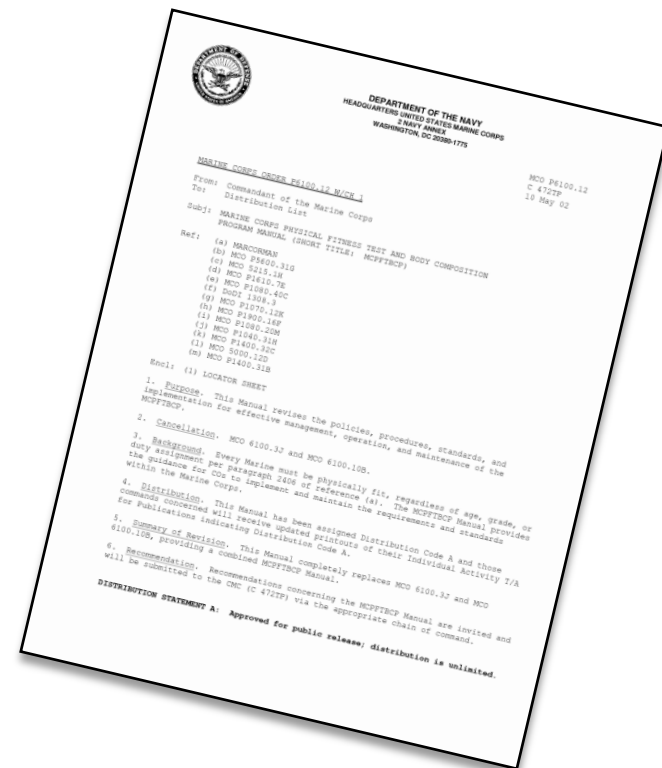 DEPARTMENT OF THE NAVY
HEADQUARTERS UNITED STATES MARINE CORPS
2 NAVY ANNEX
WASHINGTON, DC 20380-1775
MCO P6100.12
C 472TP
10 May 02
MARINE CORPS ORDER P6100.12 W/CH 1
From: Commandant of the Marine Corps
To: Distribution List
Subj: MARINE CORPS PHYSICAL FITNESS TEST AND BODY COMPOSITION
PROGRAM MANUAL (SHORT TITLE: MCPFTBCP)
Ref: (a) MARCORMAN
(b) MCO P5600.31G
(c) MCO 5215.1H
(d) MCO P1610.7E
(e) MCO P1080.40C
(f) DoDI 1308.3
(g) MCO P1070.12K
(h) MCO P1900.16F
(i) MCO P1080.20M
(j) MCO P1040.31H
(k) MCO P1400.32C
(l) MCO 5000.12D
(m) MCO P1400.31B
Encl: (1) LOCATOR SHEET
1. Purpose. This Manual revises the policies, procedures, standards, and
implementation for effective management, operation, and maintenance of the
MCPFTBCP.
2. Cancellation. MCO 6100.3J and MCO 6100.10B.
3. Background. Every Marine must be physically fit, regardless of age, grade, or
duty assignment per paragraph 2406 of reference (a). The MCPFTBCP Manual provides
the guidance for COs to implement and maintain the requirements and standards
within the Marine Corps.
4. Distribution. This Manual has been assigned Distribution Code A and those
commands concerned will receive updated printouts of their Individual Activity T/A
for Publications indicating Distribution Code A.
5. Summary of Revision. This Manual completely replaces MCO 6100.3J and MCO
6100.10B, providing a combined MCPFTBCP Manual.
6. Recommendation. Recommendations concerning the MCPFTBCP Manual are invited and
will be submitted to the CMC (C 472TP) via the appropriate chain of command.
DISTRIBUTION STATEMENT A: Approved for public release; distribution is unlimited.